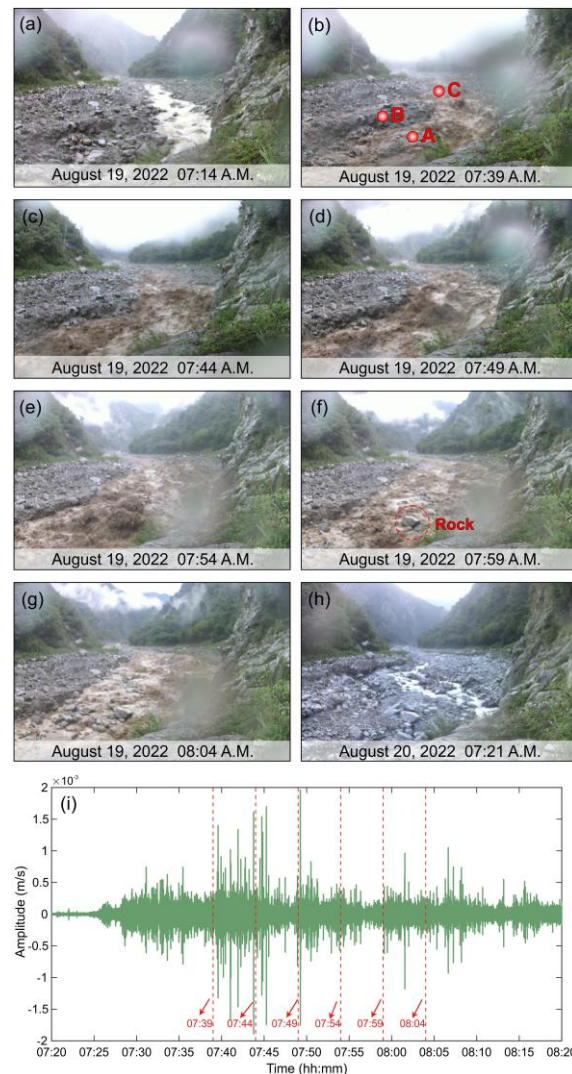 (a)
August 19, 2022 07:14 A.M.
(b)
C
B
A
August 19, 2022 07:39 A.M.
(c)
August 19, 2022 07:44 A.M.
(d)
August 19, 2022 07:49 A.M.
(e)
August 19, 2022 07:54 A.M.
(f)
Rock
August 19, 2022 07:59 A.M.
(g)
August 19, 2022 08:04 A.M.
(h)
August 20, 2022 07:21 A.M.
(i)
×10⁻³
2
1.5
1
0.5
0
-0.5
-1
-1.5
-2
Amplitude (m/s)
07:39 07:44 07:49 07:54 07:59 08:04
07:20 07:25 07:30 07:35 07:40 07:45 07:50 07:55 08:00 08:05 08:10 08:15 08:20
Time (hh:mm)